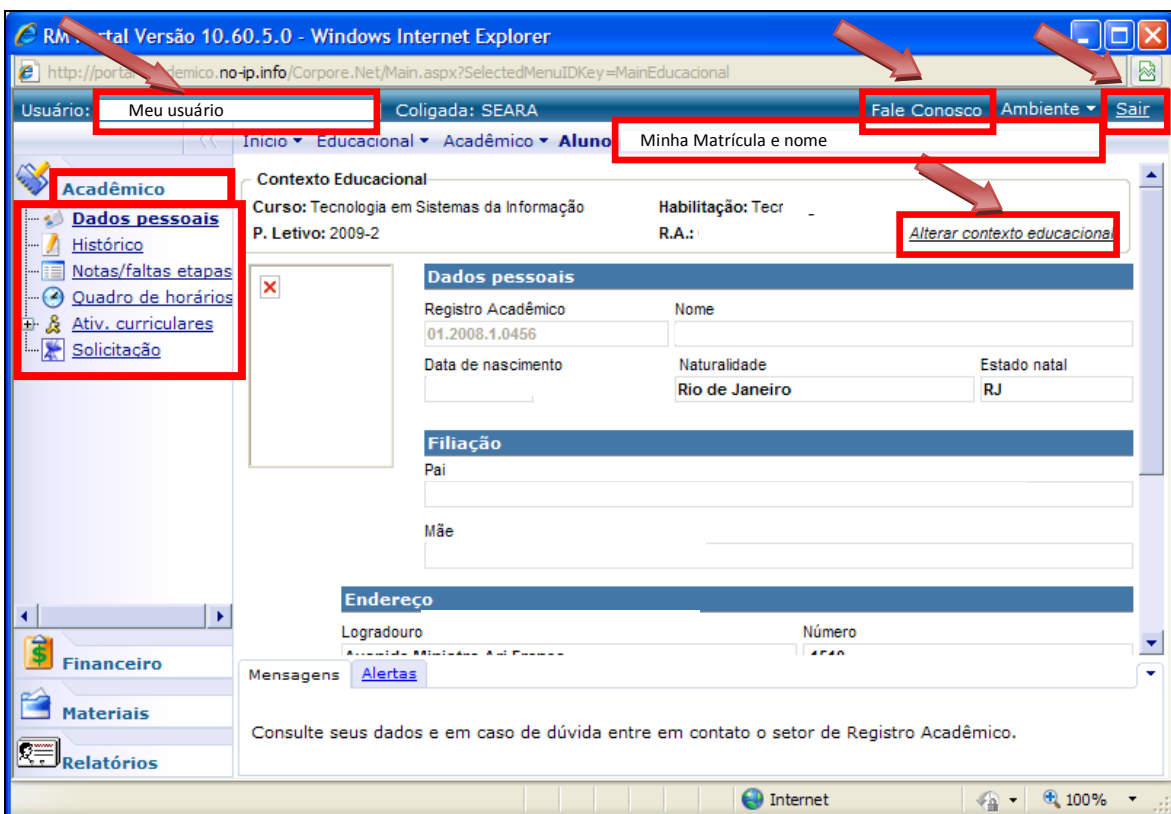 RM Portal Versão 10.60.5.0 - Windows Internet Explorer
demico.no-ip.info/Corpore.Net/Main.aspx?SelectedMenuIDKey=MainEducacional
Usuário: Meu usuário Coligada: SEARA Fale Conosco Ambiente Sair
Início Educacional Acadêmico Aluno Minha Matrícula e nome
Acadêmico
Dados pessoais
Histórico
Notas/faltas etapas
Quadro de horários
Ativ. curriculares
Solicitação
Financeiro
Materiais
Relatórios
Contexto Educacional
Curso: Tecnologia em Sistemas da Informação Habilitação:
P. Letivo: 2009-2 R.A.: Alterar contexto educacional
Dados pessoais
Registro Acadêmico Nome
01.2008.1.0456
Data de nascimento Naturalidade Estado natal
Rio de Janeiro RJ
Filiação
Pai
Mãe
Endereço
Logradouro Número
Mensagens Alertas
Consulte seus dados e em caso de dúvida entre em contato o setor de Registro Acadêmico.
Internet 100%